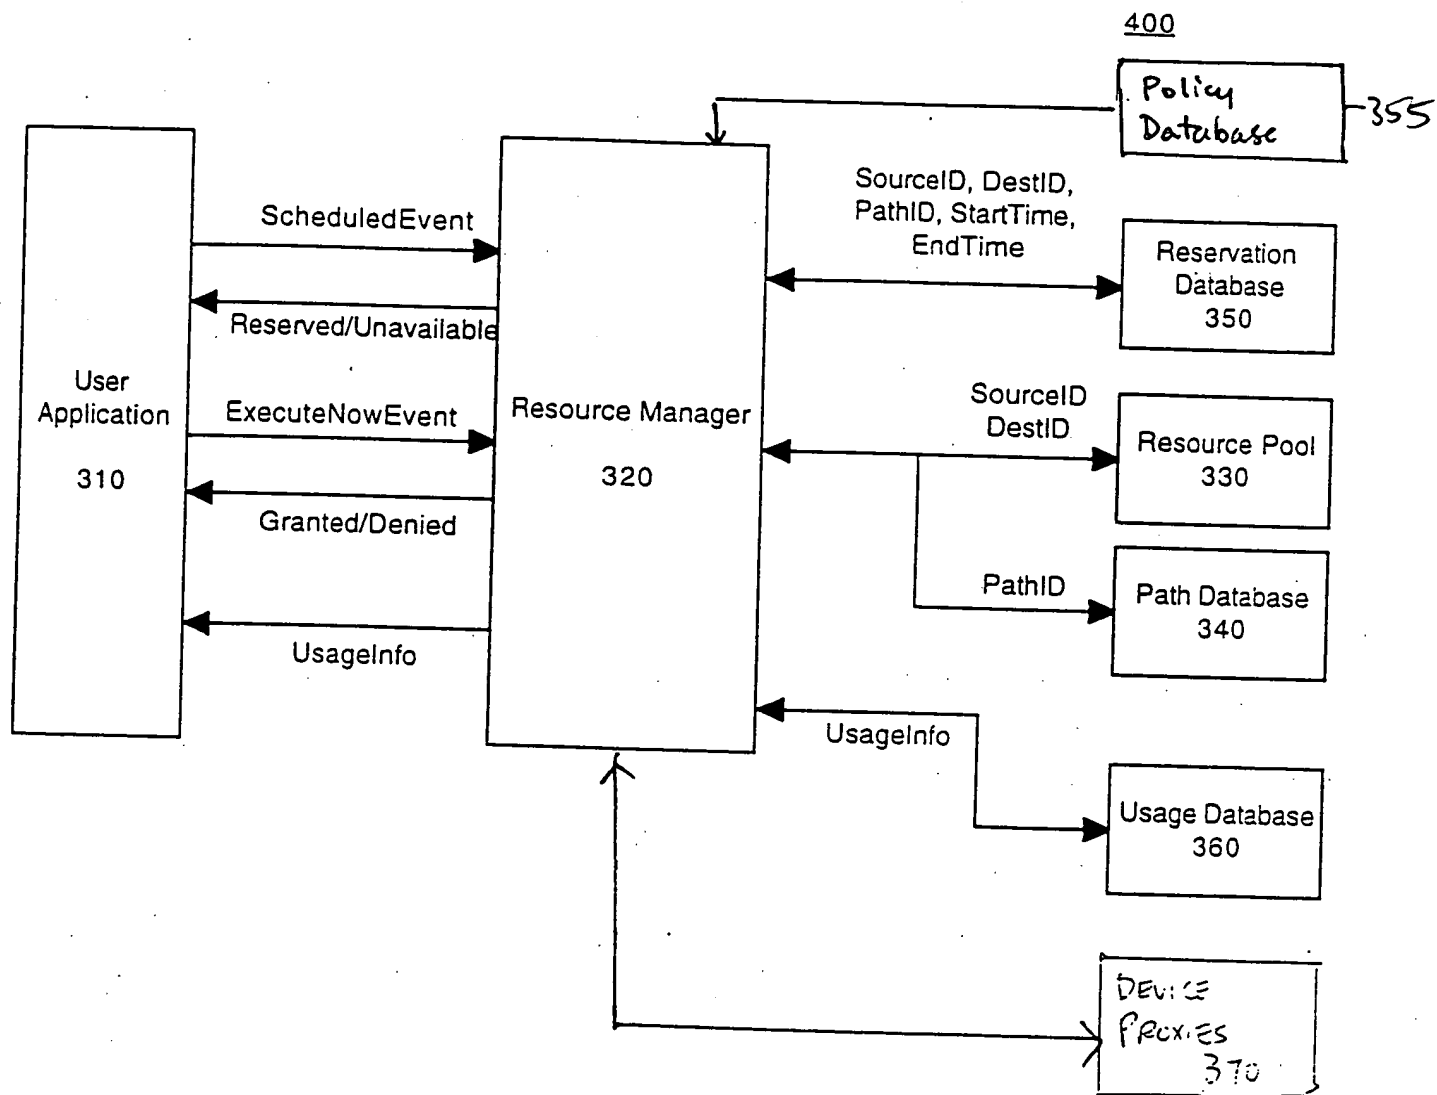 400
Policy
Database
355
SourceID, DestID,
PathID, StartTime,
EndTime
ScheduledEvent
Reservation
Database
350
Reserved/Unavailable
User
Application
310
ExecuteNowEvent
Resource Manager
320
SourceID
DestID
Resource Pool
330
Granted/Denied
PathID
Path Database
340
UsageInfo
UsageInfo
Usage Database
360
DEVICE
PROXIES
370